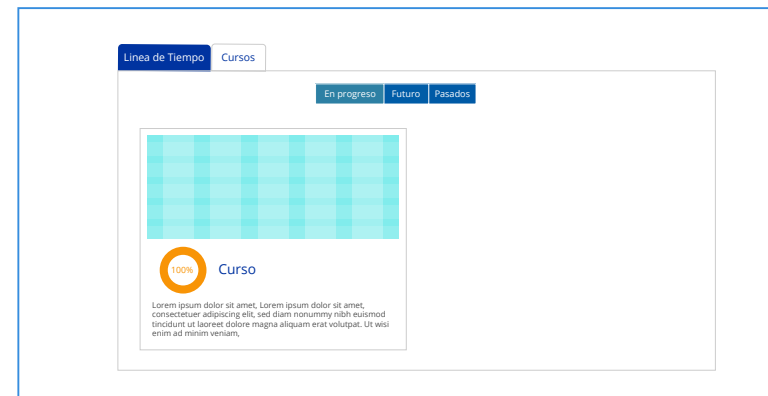 Linea de Tiempo Cursos
En progreso Futuro Pasados
100% Curso
Lorem ipsum dolor sit amet, Lorem ipsum dolor sit amet,
consectetuer adipiscing elit, sed diam nonummy nibh euismod
tincidunt ut laoreet dolore magna aliquam erat volutpat. Ut wisi
enim ad minim veniam,